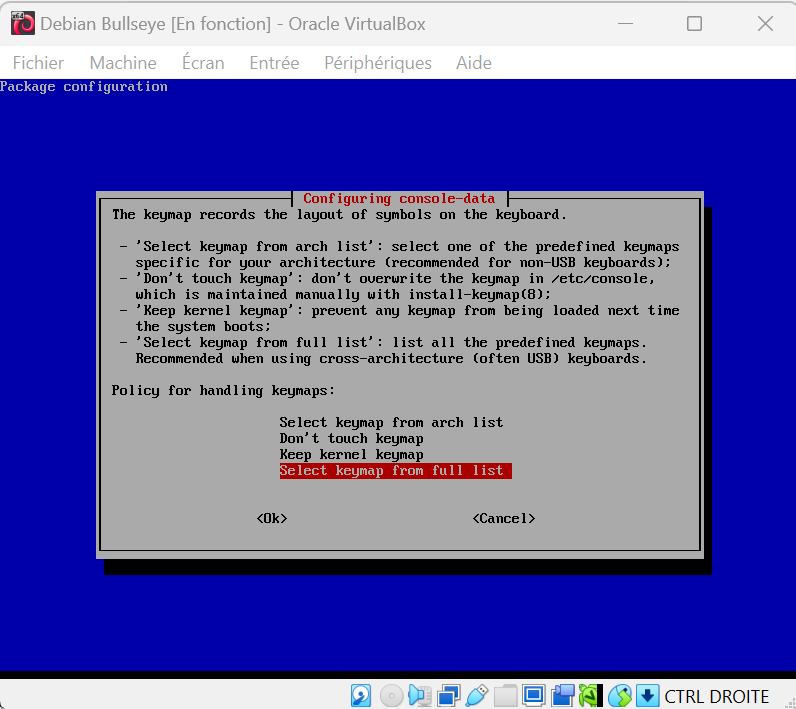 Debian Bullseye [En fonction] - Oracle VirtualBox
Fichier Machine Écran Entrée Périphériques Aide
Package configuration
Configuring console-data
The keymap records the layout of symbols on the keyboard.
- 'Select keymap from arch list': select one of the predefined keymaps
specific for your architecture (recommended for non-USB keyboards);
- 'Don't touch keymap': don't overwrite the keymap in /etc/console,
which is maintained manually with install-keymap(8);
- 'Keep kernel keymap': prevent any keymap from being loaded next time
the system boots;
- 'Select keymap from full list': list all the predefined keymaps.
Recommended when using cross-architecture (often USB) keyboards.
Policy for handling keymaps:
Select keymap from arch list
Don't touch keymap
Keep kernel keymap
Select keymap from full list
<Ok> <Cancel>
CTRL DROITE